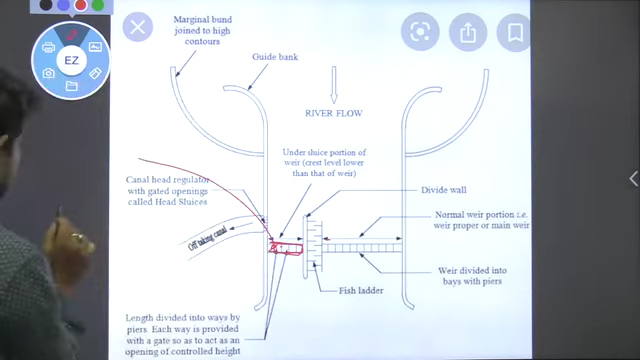 EZ
Marginal bund
joined to high
contours
Guide bank
RIVER FLOW
Under sluice portion of
weir (crest level lower
than that of weir)
Canal head regulator
with gated openings
called Head Sluices
Divide wall
Normal weir portion i.e.
weir proper or main weir
Off taking canal
Weir divided into
bays with piers
Fish ladder
Length divided into ways by
piers. Each way is provided
with a gate so as to act as an
opening of controlled height